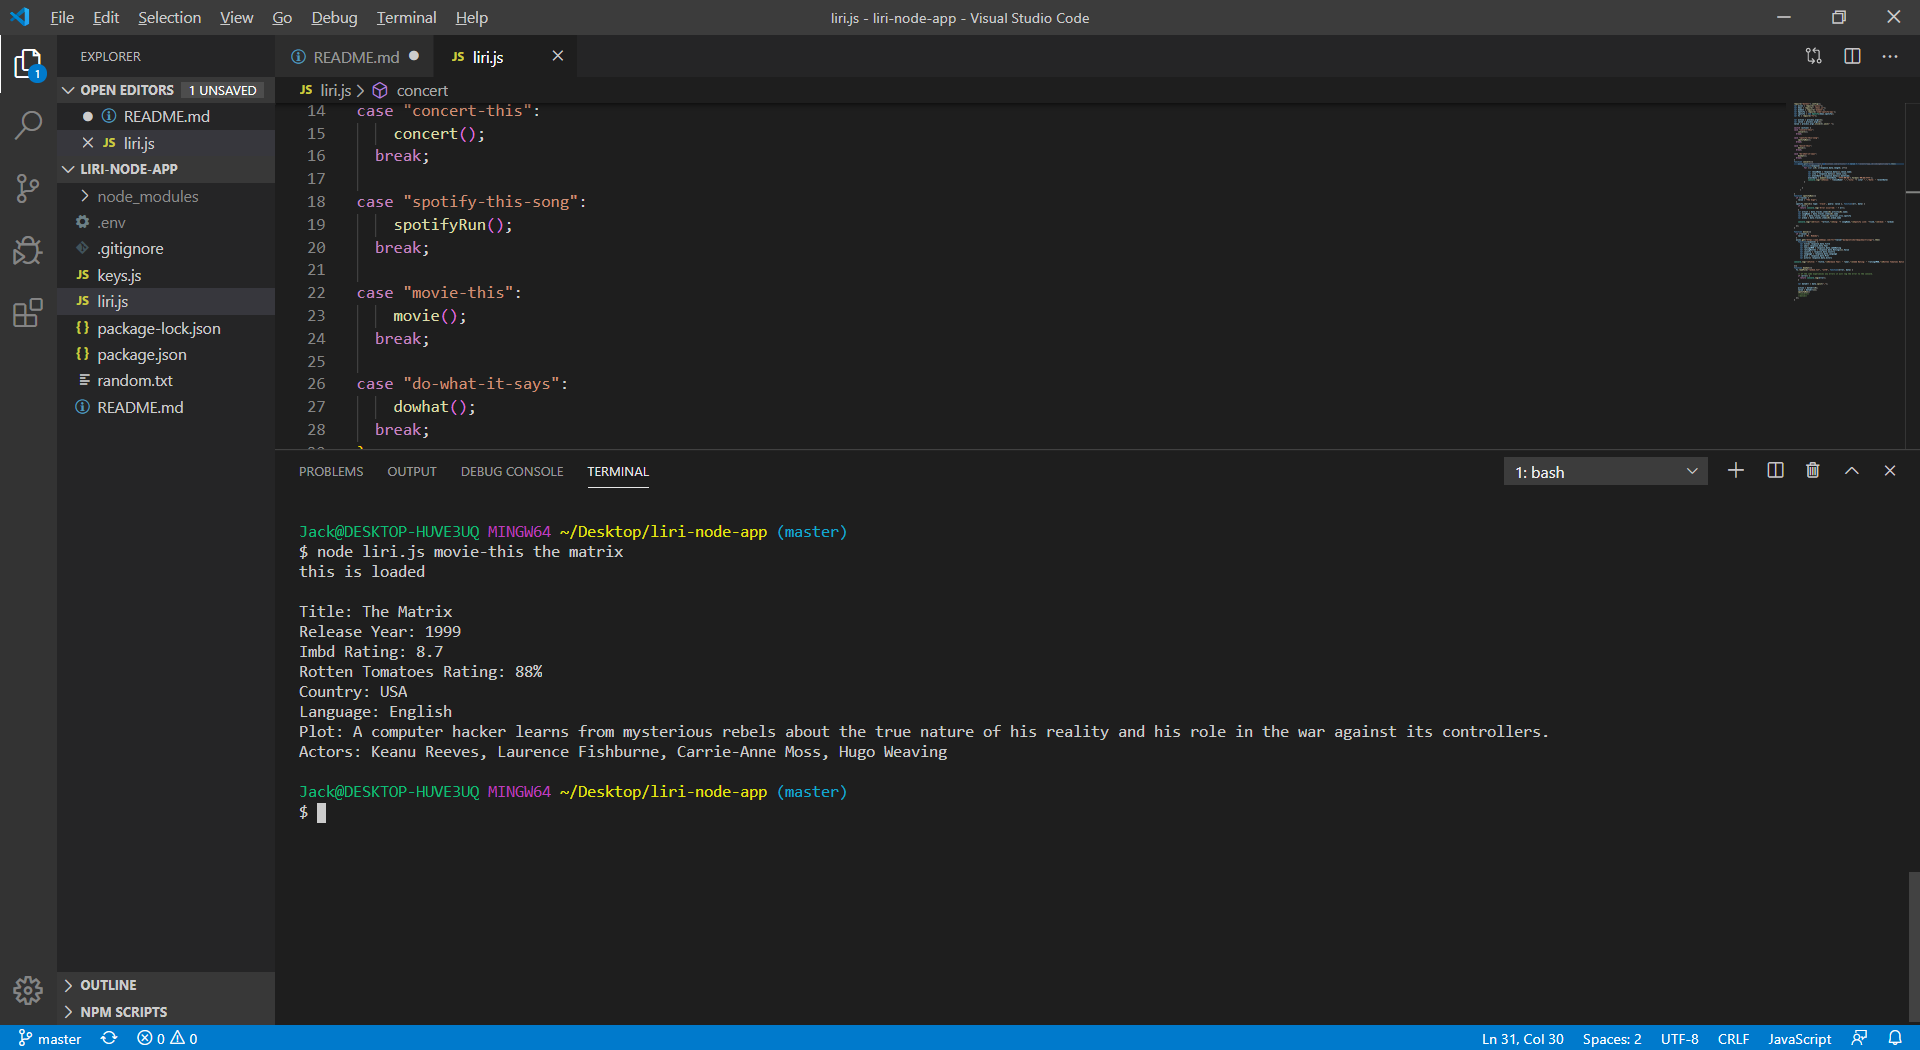 File Edit Selection View Go Debug Terminal Help
liri.js - liri-node-app - Visual Studio Code
EXPLORER
OPEN EDITORS 1 UNSAVED
README.md
JS liri.js
LIRI-NODE-APP
node_modules
.env
.gitignore
JS keys.js
JS liri.js
{} package-lock.json
{} package.json
random.txt
README.md
OUTLINE
NPM SCRIPTS
1
README.md
JS liri.js
JS liri.js > concert
14 case "concert-this":
15 concert();
16 break;
17
18 case "spotify-this-song":
19 spotifyRun();
20 break;
21
22 case "movie-this":
23 movie();
24 break;
25
26 case "do-what-it-says":
27 dowhat();
28 break;
PROBLEMS OUTPUT DEBUG CONSOLE TERMINAL
1: bash
Jack@DESKTOP-HUVE3UQ MINGW64 ~/Desktop/liri-node-app (master)
$ node liri.js movie-this the matrix
this is loaded
Title: The Matrix
Release Year: 1999
Imbd Rating: 8.7
Rotten Tomatoes Rating: 88%
Country: USA
Language: English
Plot: A computer hacker learns from mysterious rebels about the true nature of his reality and his role in the war against its controllers.
Actors: Keanu Reeves, Laurence Fishburne, Carrie-Anne Moss, Hugo Weaving
Jack@DESKTOP-HUVE3UQ MINGW64 ~/Desktop/liri-node-app (master)
$
master 0 0
Ln 31, Col 30 Spaces: 2 UTF-8 CRLF JavaScript